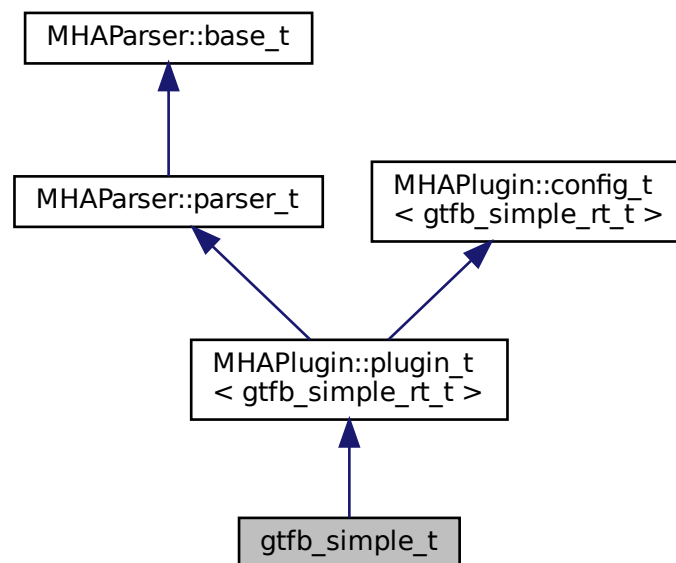 MHAParser::base_t
MHAParser::parser_t
MHAPlugin::config_t
< gtfb_simple_rt_t >
MHAPlugin::plugin_t
< gtfb_simple_rt_t >
gtfb_simple_t